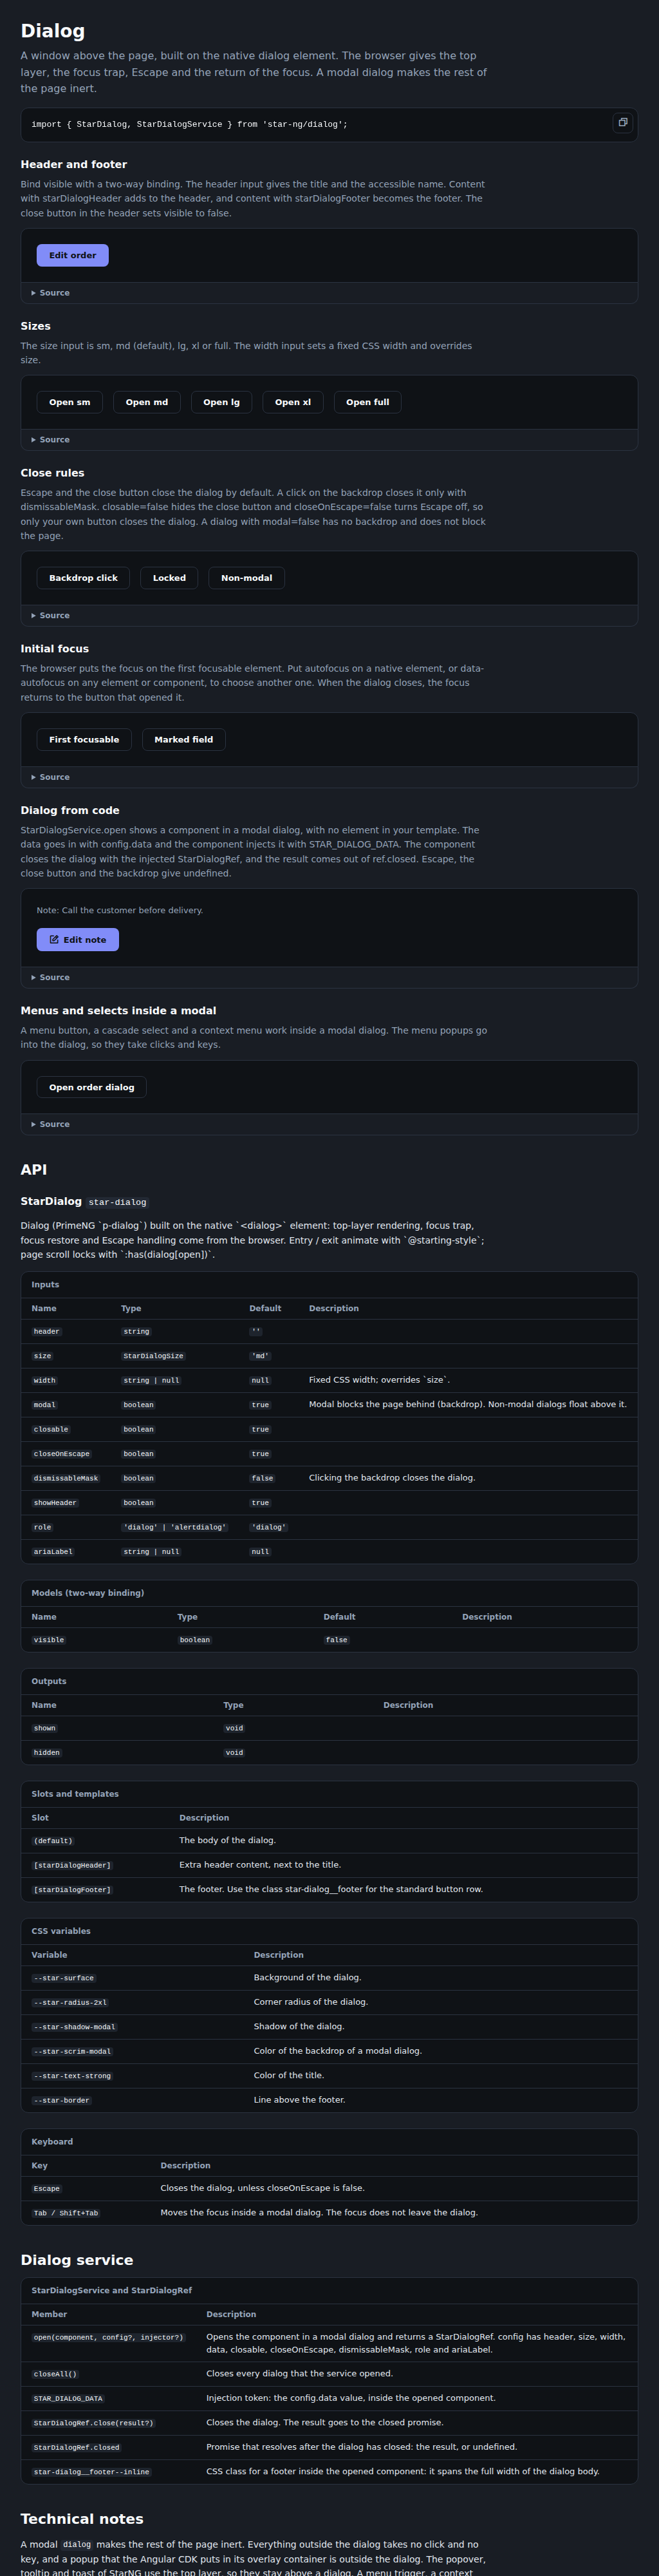 Dialog
A window above the page, built on the native dialog element. The browser gives the top
layer, the focus trap, Escape and the return of the focus. A modal dialog makes the rest of
the page inert.
import { StarDialog, StarDialogService } from 'star-ng/dialog';
Header and footer
Bind visible with a two-way binding. The header input gives the title and the accessible name. Content
with starDialogHeader adds to the header, and content with starDialogFooter becomes the footer. The
close button in the header sets visible to false.
Edit order
Source
Sizes
The size input is sm, md (default), lg, xl or full. The width input sets a fixed CSS width and overrides
size.
Open sm Open md Open lg Open xl Open full
Source
Close rules
Escape and the close button close the dialog by default. A click on the backdrop closes it only with
dismissableMask. closable=false hides the close button and closeOnEscape=false turns Escape off, so
only your own button closes the dialog. A dialog with modal=false has no backdrop and does not block
the page.
Backdrop click Locked Non-modal
Source
Initial focus
The browser puts the focus on the first focusable element. Put autofocus on a native element, or data-
autofocus on any element or component, to choose another one. When the dialog closes, the focus
returns to the button that opened it.
First focusable Marked field
Source
Dialog from code
StarDialogService.open shows a component in a modal dialog, with no element in your template. The
data goes in with config.data and the component injects it with STAR_DIALOG_DATA. The component
closes the dialog with the injected StarDialogRef, and the result comes out of ref.closed. Escape, the
close button and the backdrop give undefined.
Note: Call the customer before delivery.
Edit note
Source
Menus and selects inside a modal
A menu button, a cascade select and a context menu work inside a modal dialog. The menu popups go
into the dialog, so they take clicks and keys.
Open order dialog
Source
API
StarDialog star-dialog
Dialog (PrimeNG `p-dialog`) built on the native `<dialog>` element: top-layer rendering, focus trap,
focus restore and Escape handling come from the browser. Entry / exit animate with `@starting-style`;
page scroll locks with `:has(dialog[open])`.
Inputs
Name Type Default Description
header string ''
size StarDialogSize 'md'
width string | null null Fixed CSS width; overrides `size`.
modal boolean true Modal blocks the page behind (backdrop). Non-modal dialogs float above it.
closable boolean true
closeOnEscape boolean true
dismissableMask boolean false Clicking the backdrop closes the dialog.
showHeader boolean true
role 'dialog' | 'alertdialog' 'dialog'
ariaLabel string | null null
Models (two-way binding)
Name Type Default Description
visible boolean false
Outputs
Name Type Description
shown void
hidden void
Slots and templates
Slot Description
(default) The body of the dialog.
[starDialogHeader] Extra header content, next to the title.
[starDialogFooter] The footer. Use the class star-dialog__footer for the standard button row.
CSS variables
Variable Description
--star-surface Background of the dialog.
--star-radius-2xl Corner radius of the dialog.
--star-shadow-modal Shadow of the dialog.
--star-scrim-modal Color of the backdrop of a modal dialog.
--star-text-strong Color of the title.
--star-border Line above the footer.
Keyboard
Key Description
Escape Closes the dialog, unless closeOnEscape is false.
Tab / Shift+Tab Moves the focus inside a modal dialog. The focus does not leave the dialog.
Dialog service
StarDialogService and StarDialogRef
Member Description
open(component, config?, injector?) Opens the component in a modal dialog and returns a StarDialogRef. config has header, size, width,
data, closable, closeOnEscape, dismissableMask, role and ariaLabel.
closeAll() Closes every dialog that the service opened.
STAR_DIALOG_DATA Injection token: the config.data value, inside the opened component.
StarDialogRef.close(result?) Closes the dialog. The result goes to the closed promise.
StarDialogRef.closed Promise that resolves after the dialog has closed: the result, or undefined.
star-dialog__footer--inline CSS class for a footer inside the opened component: it spans the full width of the dialog body.
Technical notes
A modal dialog makes the rest of the page inert. Everything outside the dialog takes no click and no
key, and a popup that the Angular CDK puts in its overlay container is outside the dialog. The popover,
tooltip and toast of StarNG use the top layer, so they stay above a dialog. A menu trigger, a context